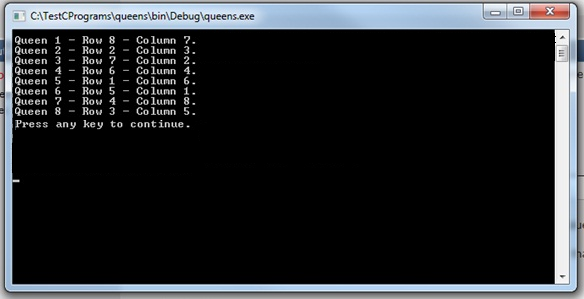 C:\TestCPrograms\queens\bin\Debug\queens.exe
Queen 1 - Row 8 - Column 7.
Queen 2 - Row 2 - Column 3.
Queen 3 - Row 7 - Column 2.
Queen 4 - Row 6 - Column 4.
Queen 5 - Row 1 - Column 6.
Queen 6 - Row 5 - Column 1.
Queen 7 - Row 4 - Column 8.
Queen 8 - Row 3 - Column 5.
Press any key to continue.